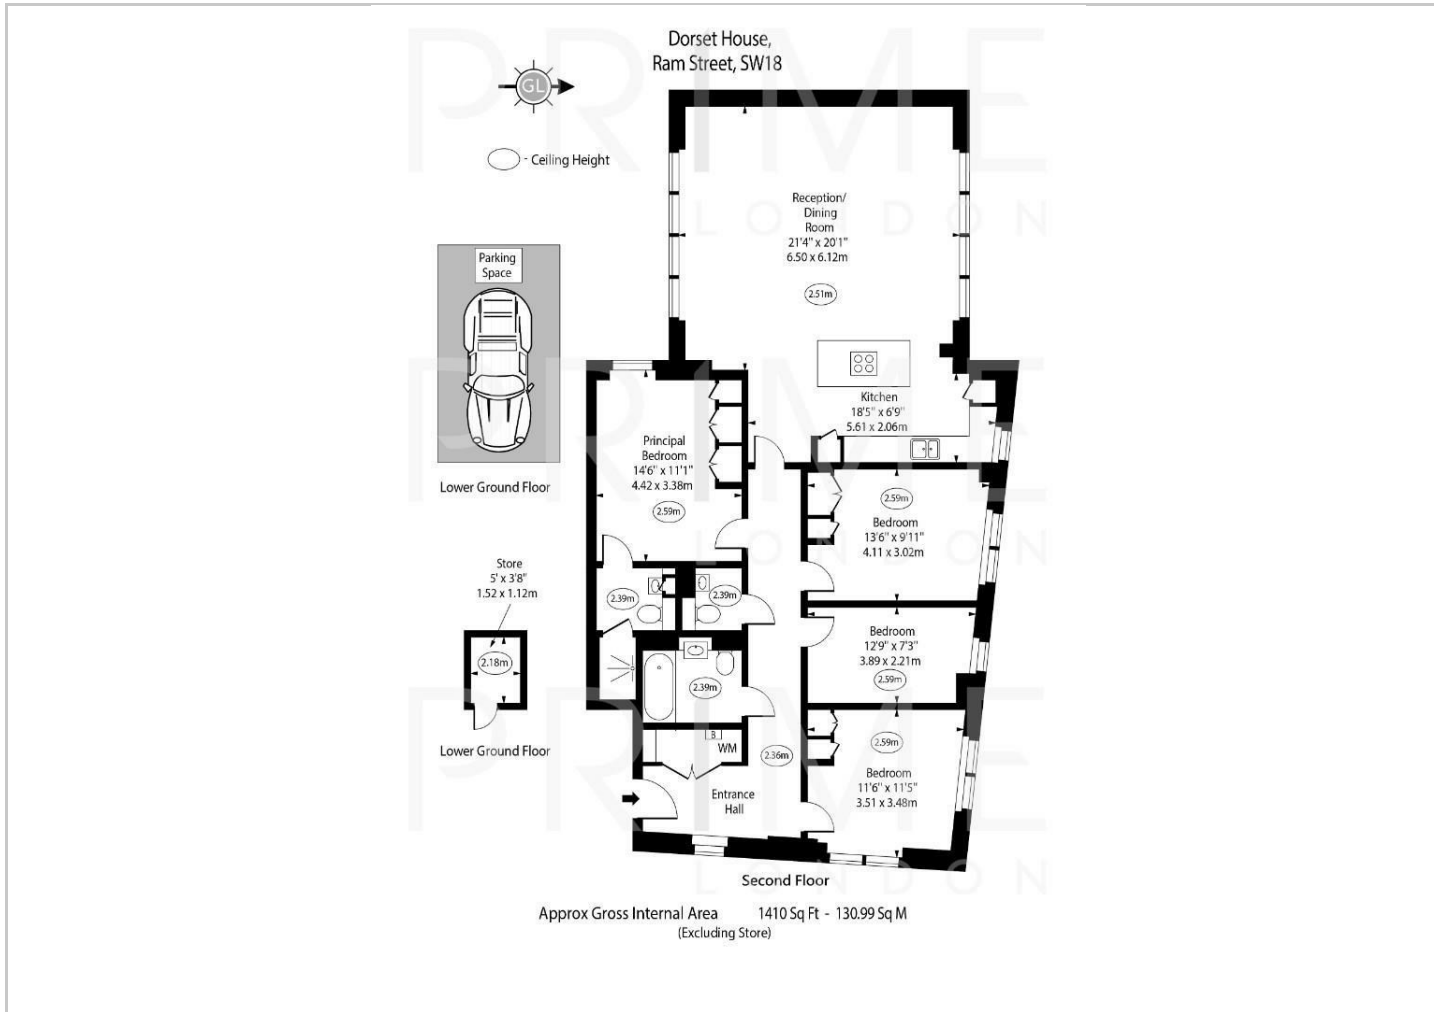 Dorset House,
Ram Street, SW18
GL
- Ceiling Height
PRIME
LONDON
Reception/
Dining
Room
21'4" x 20'1"
6.50 x 6.12m
2.51m
Parking
Space
Lower Ground Floor
Kitchen
18'5" x 6'9"
5.61 x 2.06m
PRIME
LONDON
Principal
Bedroom
14'6" x 11'1"
4.42 x 3.38m
2.59m
2.59m
Bedroom
13'6" x 9'11"
4.11 x 3.02m
Store
5' x 3'8"
1.52 x 1.12m
2.18m
Lower Ground Floor
2.39m
2.39m
Bedroom
12'9" x 7'3"
3.89 x 2.21m
2.59m
2.39m
PRIME
LONDON
B
WM
2.36m
2.59m
Bedroom
11'6" x 11'5"
3.51 x 3.48m
Entrance
Hall
Second Floor
Approx Gross Internal Area 1410 Sq Ft - 130.99 Sq M
(Excluding Store)